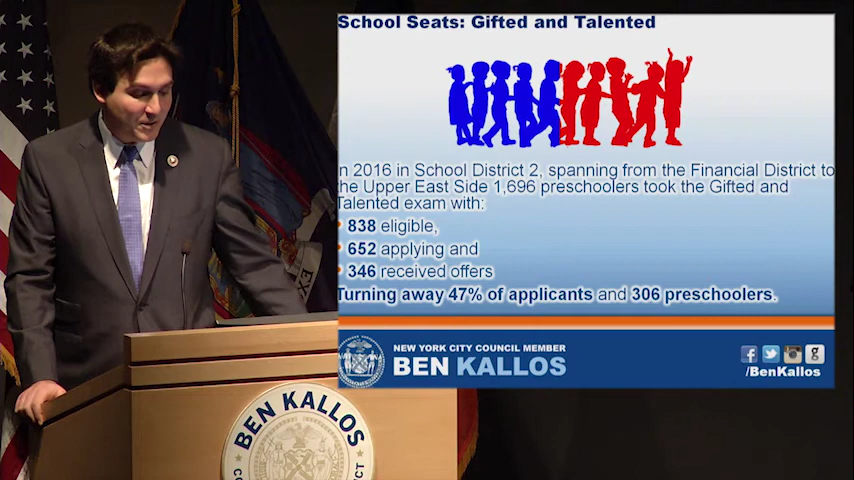 School Seats: Gifted and Talented
n 2016 in School District 2, spanning from the Financial District to
the Upper East Side 1,696 preschoolers took the Gifted and
Talented exam with:
838 eligible,
652 applying and
346 received offers
Turning away 47% of applicants and 306 preschoolers.
NEW YORK CITY COUNCIL MEMBER
BEN KALLOS
/BenKallos
BEN KALLOS